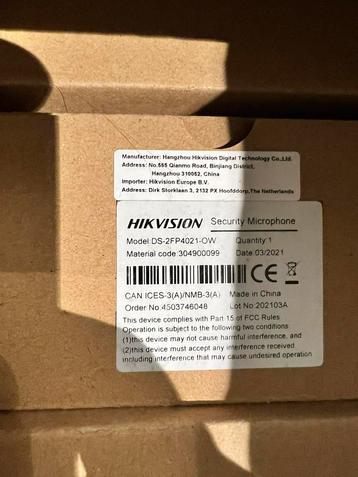 Manufacturer: Hangzhou Hikvision Digital Technology Co.,Ltd.
Address: No.555 Qianmo Road, Binjiang District,
Hangzhou 310052, China
Importer: Hikvision Europe B.V.
Address: Dirk Storklaan 3, 2132 PX Hoofddorp,The Netherlands
HIKVISION Security Microphone
Model:DS-2FP4021-OW Quantity:1
Material code:304900099 Date:03/2021
CE
CAN ICES-3(A)/NMB-3(A) Made in China
Order No:4503746048 Lot No:202103A
This device complies with Part 15 of FCC Rules
Operation is subject to the following two conditions:
(1)this device may not cause harmful interference, and
(2)this device must accept any interference received
including interference that may cause undesired operation